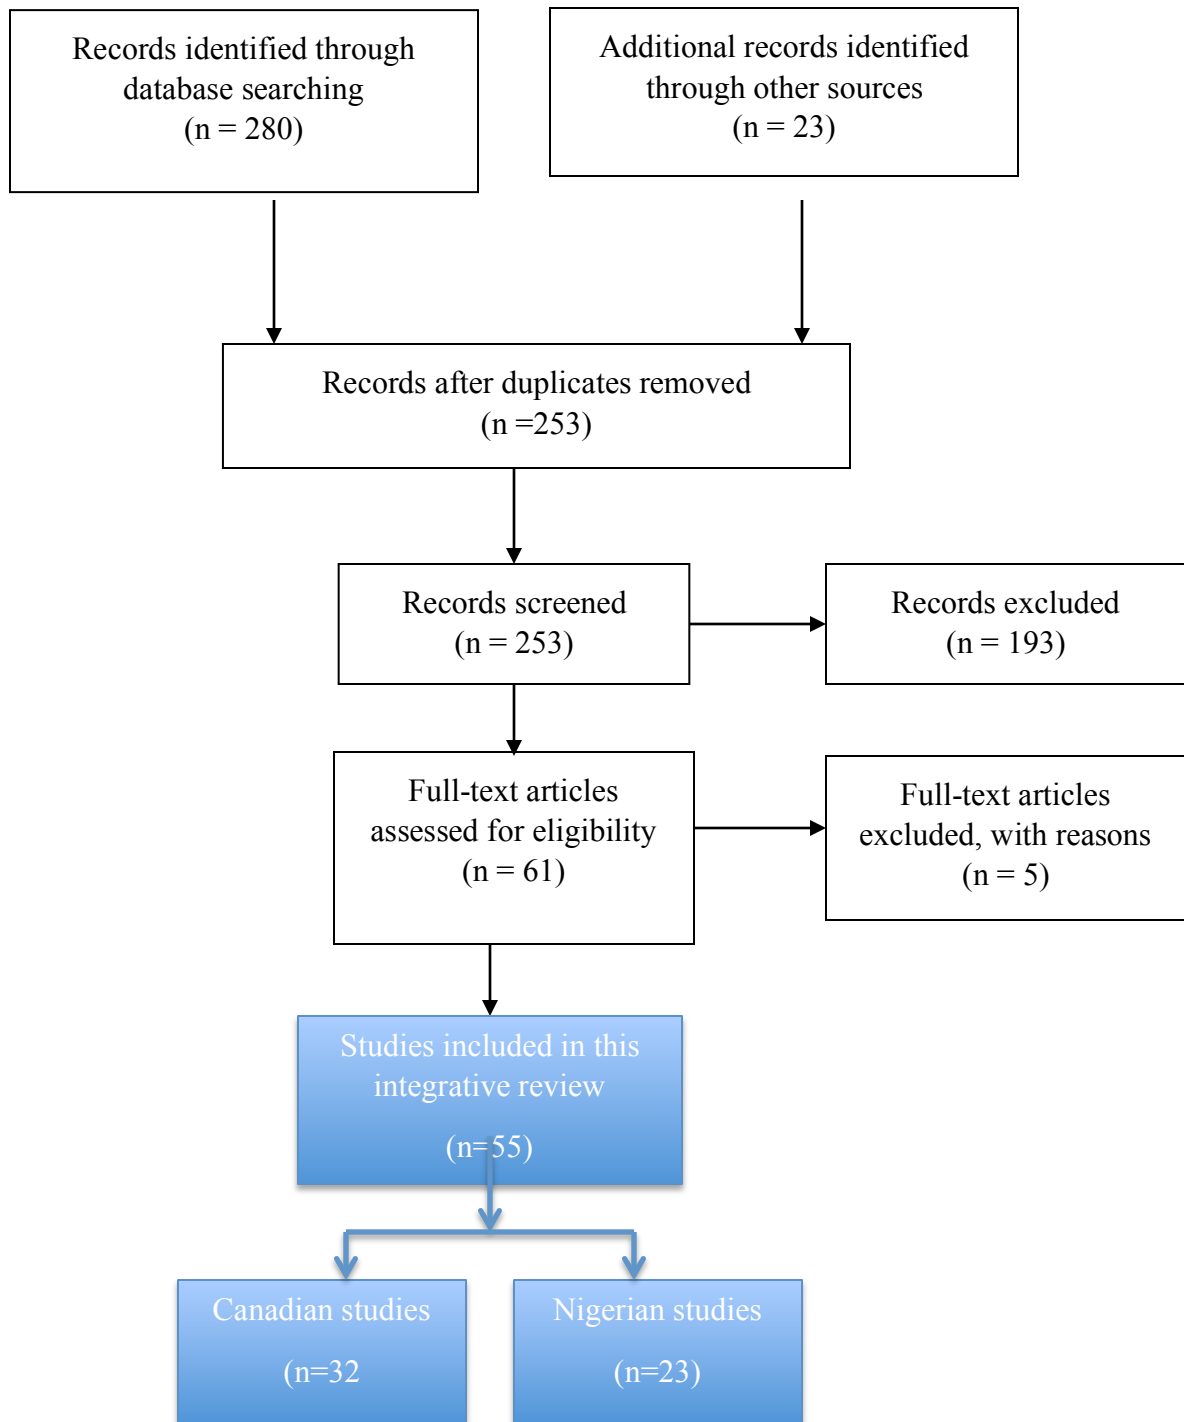 Records identified through
database searching
(n = 280)
Additional records identified
through other sources
(n = 23)
Records after duplicates removed
(n =253)
Records screened
(n = 253)
Records excluded
(n = 193)
Full-text articles
assessed for eligibility
(n = 61)
Full-text articles
excluded, with reasons
(n = 5)
Studies included in this
integrative review
(n=55)
Canadian studies
(n=32
Nigerian studies
(n=23)